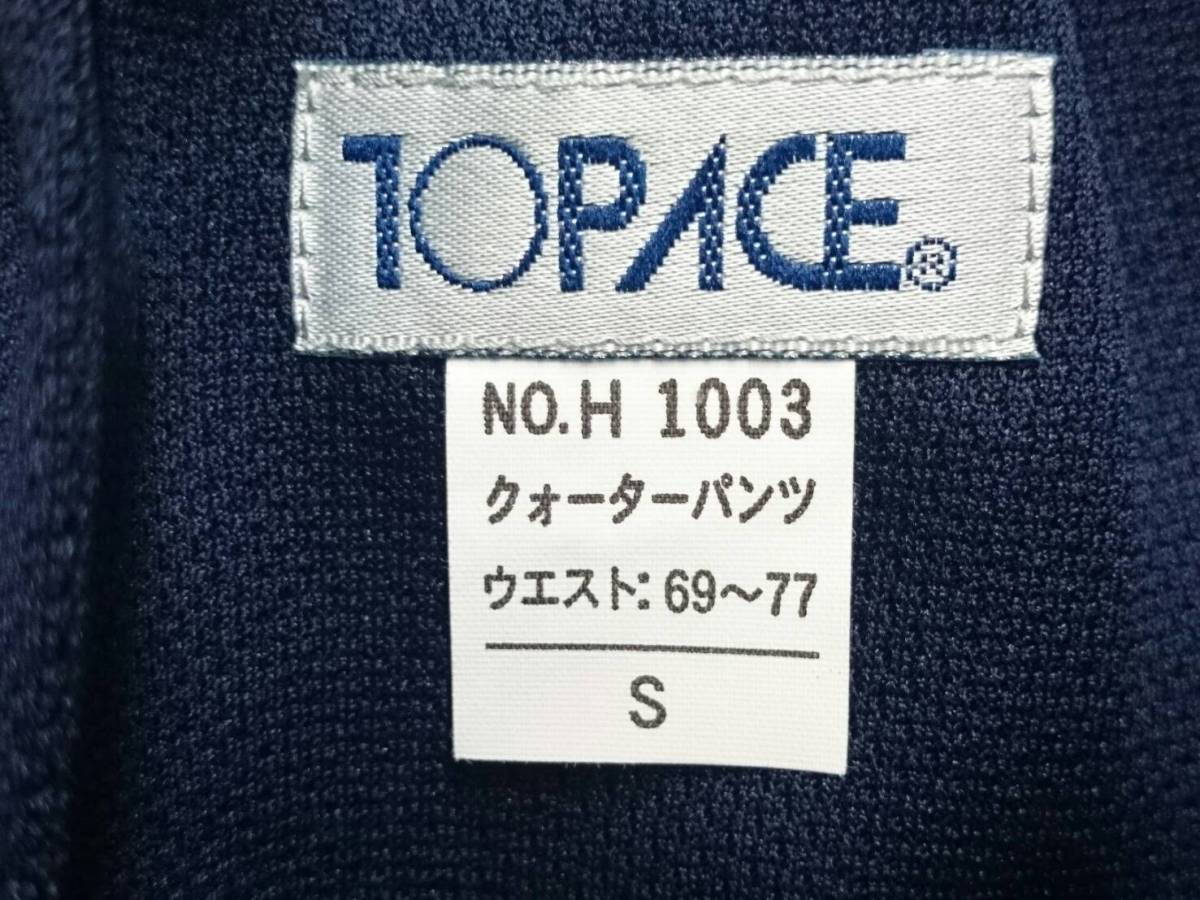 TOPACE®
NO.H 1003
クォーターパンツ
ウエスト:69〜77
S